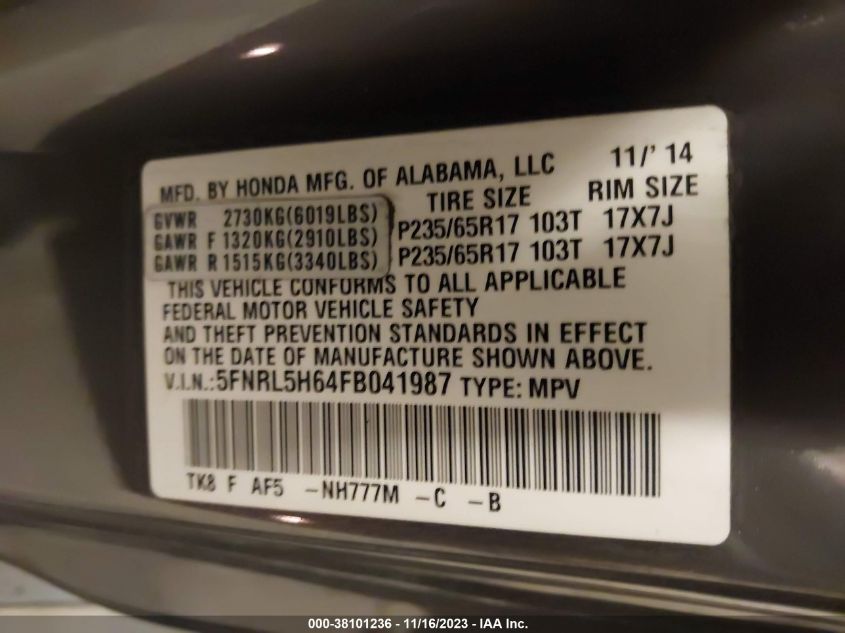 MFD. BY HONDA MFG. OF ALABAMA, LLC 11/' 14
TIRE SIZE RIM SIZE
GVWR 2730KG(6019LBS)
GAWR F 1320KG(2910LBS) P235/65R17 103T 17X7J
GAWR R 1515KG(3340LBS) P235/65R17 103T 17X7J
THIS VEHICLE CONFORMS TO ALL APPLICABLE
FEDERAL MOTOR VEHICLE SAFETY
AND THEFT PREVENTION STANDARDS IN EFFECT
ON THE DATE OF MANUFACTURE SHOWN ABOVE.
V.I.N.:5FNRL5H64FB041987 TYPE: MPV
TK8 F AF5 -NH777M -C -B
000-38101236 - 11/16/2023 - IAA Inc.